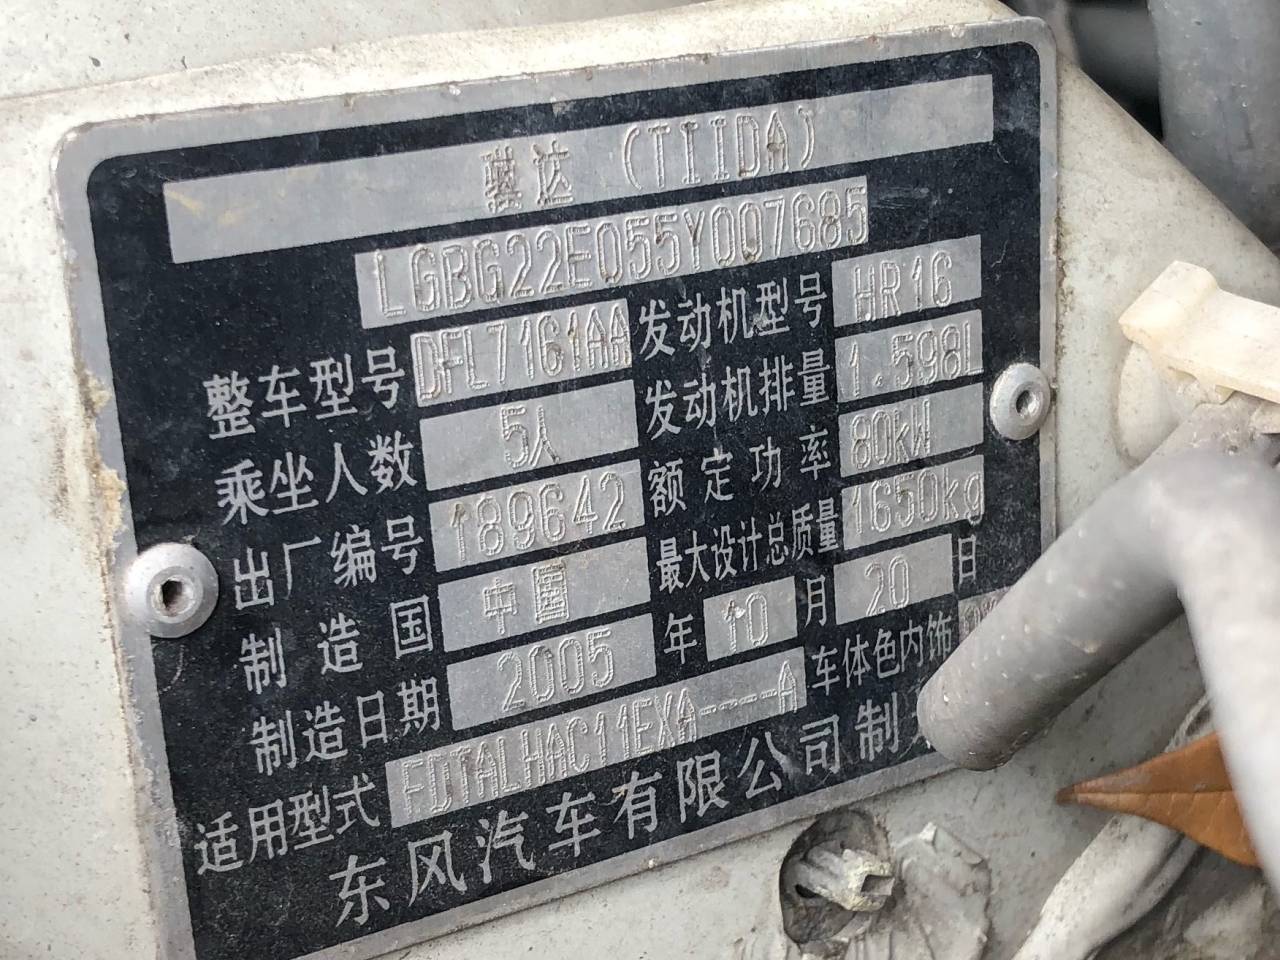 骐达 (TIIDA)
LGBG22E055Y007685
整车型号 DFL7161AA 发动机型号 HR16
乘坐人数 5人 发动机排量 1.598L
出厂编号 189642 额定功率 80kW
制造国 中国 最大设计总质量 1650kg
制造日期 2005 年 10 月 20 日
适用型式 FDTALHAC11EXA----A 车体色内饰
东风汽车有限公司制